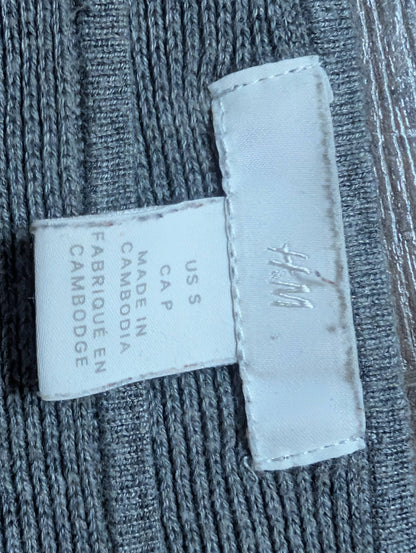 H&M
US S
CA P
MADE IN
CAMBODIA
FABRIQUÉ EN
CAMBODGE